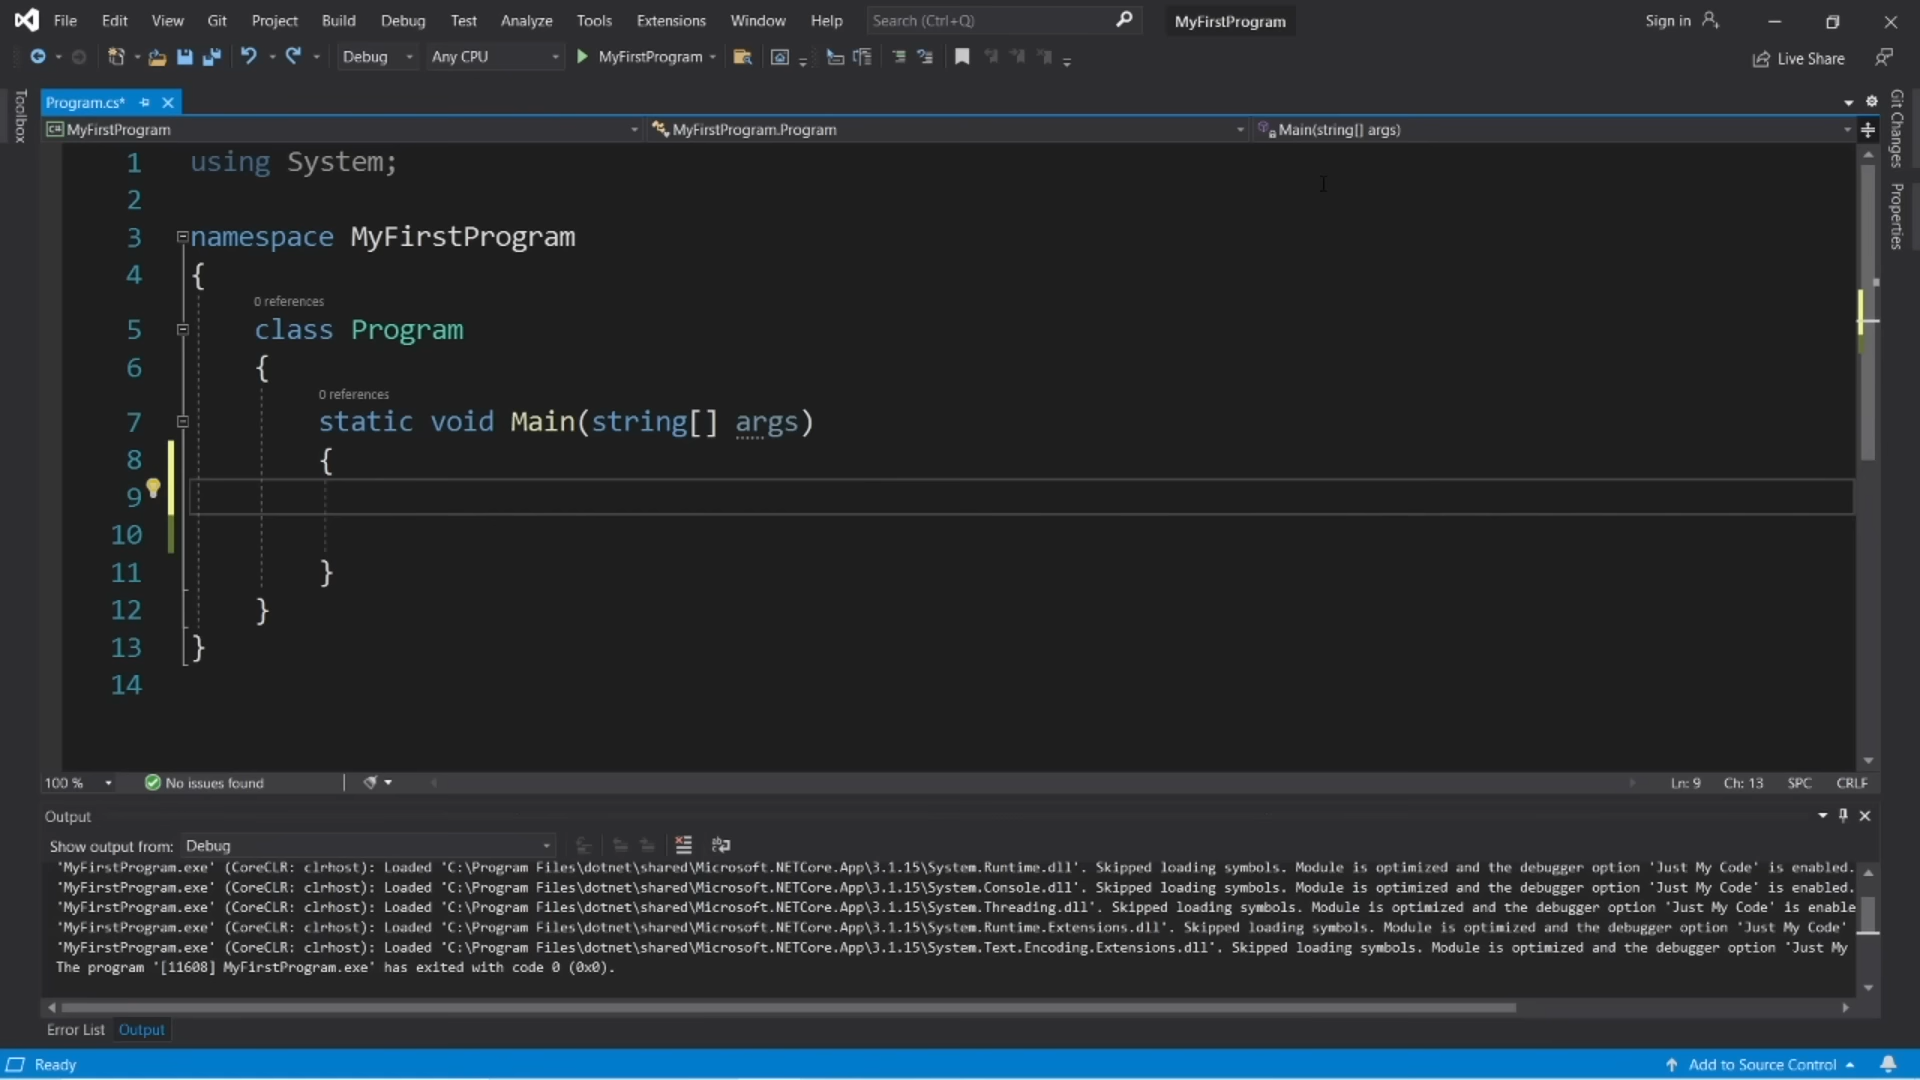 File Edit View Git Project Build Debug Test Analyze Tools Extensions Window Help Search (Ctrl+Q) MyFirstProgram Sign in
Debug Any CPU MyFirstProgram Live Share
Toolbox
Program.cs*
Git Changes
Properties
MyFirstProgram MyFirstProgram.Program Main(string[] args)
1 using System;
2
3 namespace MyFirstProgram
4 {
0 references
5 class Program
6 {
0 references
7 static void Main(string[] args)
8 {
9
10
11 }
12 }
13 }
14
100 % No issues found Ln: 9 Ch: 13 SPC CRLF
Output
Show output from: Debug
'MyFirstProgram.exe' (CoreCLR: clrhost): Loaded 'C:\Program Files\dotnet\shared\Microsoft.NETCore.App\3.1.15\System.Runtime.dll'. Skipped loading symbols. Module is optimized and the debugger option 'Just My Code' is enabled.
'MyFirstProgram.exe' (CoreCLR: clrhost): Loaded 'C:\Program Files\dotnet\shared\Microsoft.NETCore.App\3.1.15\System.Console.dll'. Skipped loading symbols. Module is optimized and the debugger option 'Just My Code' is enabled.
'MyFirstProgram.exe' (CoreCLR: clrhost): Loaded 'C:\Program Files\dotnet\shared\Microsoft.NETCore.App\3.1.15\System.Threading.dll'. Skipped loading symbols. Module is optimized and the debugger option 'Just My Code' is enable
'MyFirstProgram.exe' (CoreCLR: clrhost): Loaded 'C:\Program Files\dotnet\shared\Microsoft.NETCore.App\3.1.15\System.Runtime.Extensions.dll'. Skipped loading symbols. Module is optimized and the debugger option 'Just My Code'
'MyFirstProgram.exe' (CoreCLR: clrhost): Loaded 'C:\Program Files\dotnet\shared\Microsoft.NETCore.App\3.1.15\System.Text.Encoding.Extensions.dll'. Skipped loading symbols. Module is optimized and the debugger option 'Just My
The program '[11608] MyFirstProgram.exe' has exited with code 0 (0x0).
Error List Output
Ready Add to Source Control